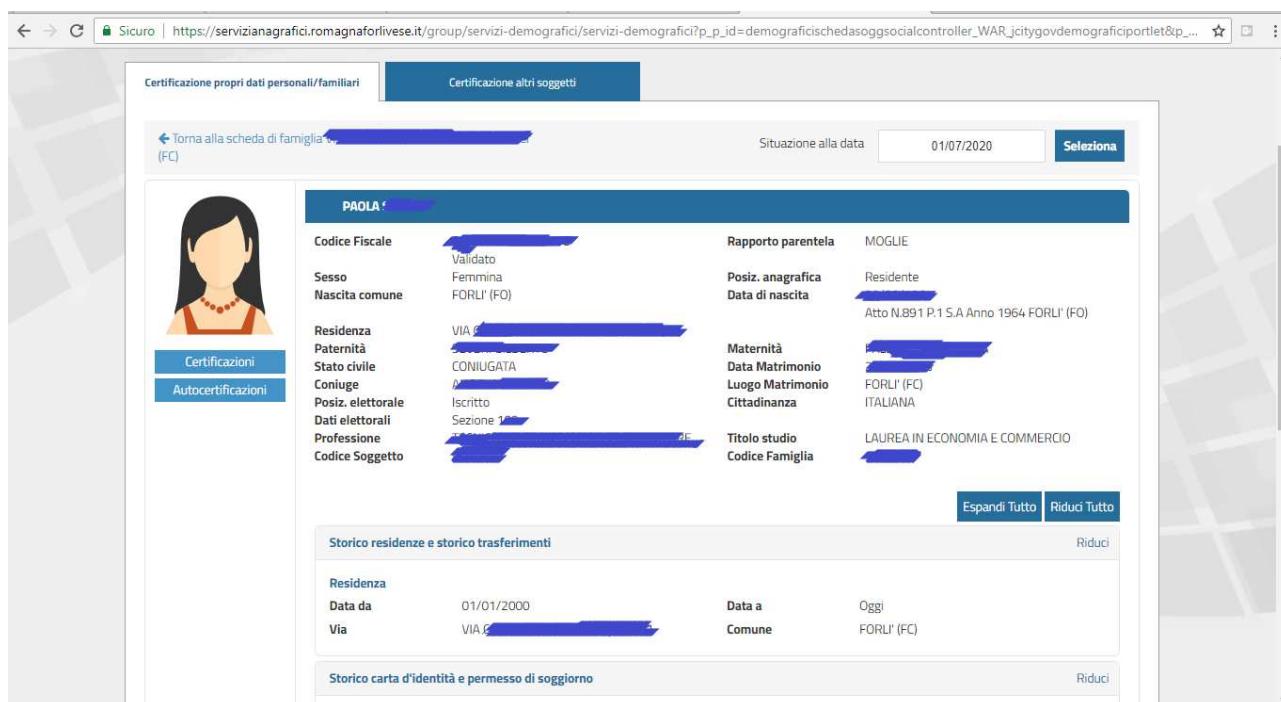 Sicuro | https://servizianagrafici.romagnaforlivese.it/group/servizi-demografici/servizi-demografici?p_p_id=demograficischedasoggsocialcontroller_WAR_jcitygovdemograficiportlet&p_...
Certificazione propri dati personali/familiari Certificazione altri soggetti
Torna alla scheda di famiglia
(FC)
Situazione alla data 01/07/2020 Seleziona
PAOLA
Codice Fiscale Rapporto parentela MOGLIE
Validato
Sesso Femmina Posiz. anagrafica Residente
Nascita comune FORLI' (FO) Data di nascita
Atto N.891 P.1 S.A Anno 1964 FORLI' (FO)
Residenza VIA
Paternità Maternità
Stato civile CONIUGATA Data Matrimonio
Coniuge Luogo Matrimonio FORLI' (FC)
Posiz. elettorale Iscritto Cittadinanza ITALIANA
Dati elettorali Sezione
Professione Titolo studio LAUREA IN ECONOMIA E COMMERCIO
Codice Soggetto Codice Famiglia
Certificazioni
Autocertificazioni
Espandi Tutto Riduci Tutto
Storico residenze e storico trasferimenti Riduci
Residenza
Data da 01/01/2000 Data a Oggi
Via VIA Comune FORLI' (FC)
Storico carta d'identità e permesso di soggiorno Riduci